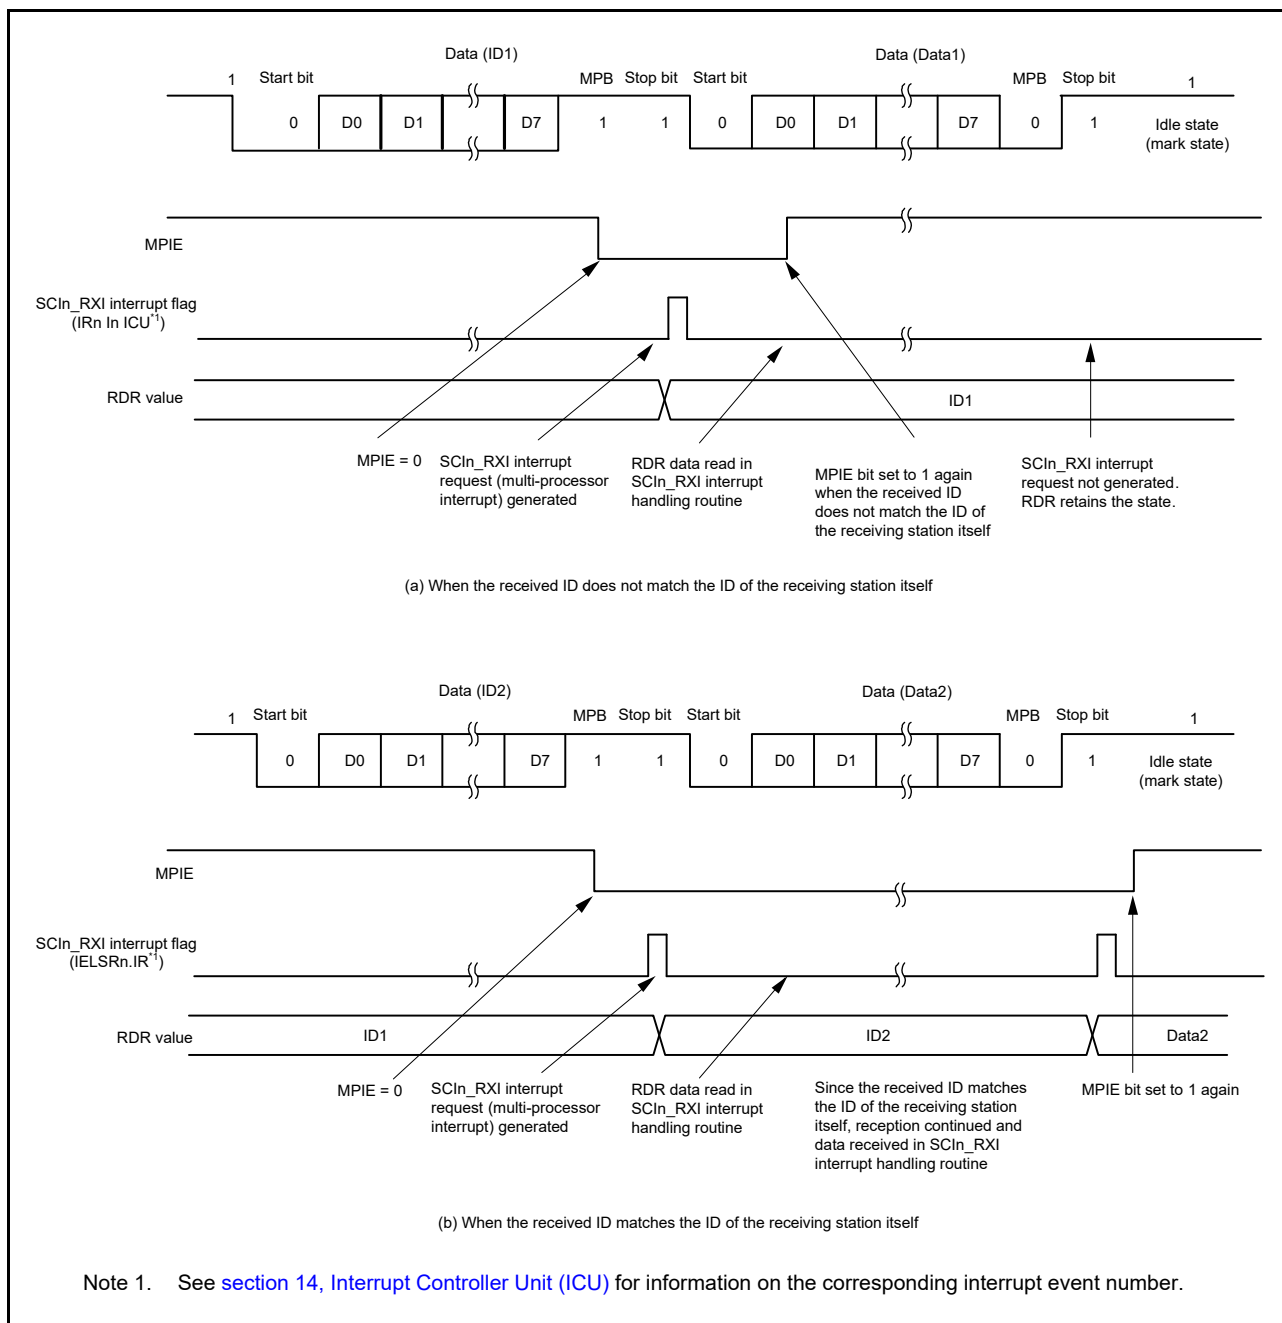 Data (ID1) Data (Data1)
1 Start bit MPB Stop bit Start bit MPB Stop bit 1
0 D0 D1 D7 1 1 0 D0 D1 D7 0 1 Idle state
(mark state)
MPIE
SCIn_RXI interrupt flag
(IRn In ICU*1)
RDR value ID1
MPIE = 0
SCIn_RXI interrupt
request (multi-processor
interrupt) generated
RDR data read in
SCIn_RXI interrupt
handling routine
MPIE bit set to 1 again
when the received ID
does not match the ID of
the receiving station itself
SCIn_RXI interrupt
request not generated.
RDR retains the state.
(a) When the received ID does not match the ID of the receiving station itself
Data (ID2) Data (Data2)
1 Start bit MPB Stop bit Start bit MPB Stop bit 1
0 D0 D1 D7 1 1 0 D0 D1 D7 0 1 Idle state
(mark state)
MPIE
SCIn_RXI interrupt flag
(IELSRn.IR*1)
RDR value ID1 ID2 Data2
MPIE = 0
SCIn_RXI interrupt
request (multi-processor
interrupt) generated
RDR data read in
SCIn_RXI interrupt
handling routine
Since the received ID matches
the ID of the receiving station
itself, reception continued and
data received in SCIn_RXI
interrupt handling routine
MPIE bit set to 1 again
(b) When the received ID matches the ID of the receiving station itself
Note 1. See section 14, Interrupt Controller Unit (ICU) for information on the corresponding interrupt event number.